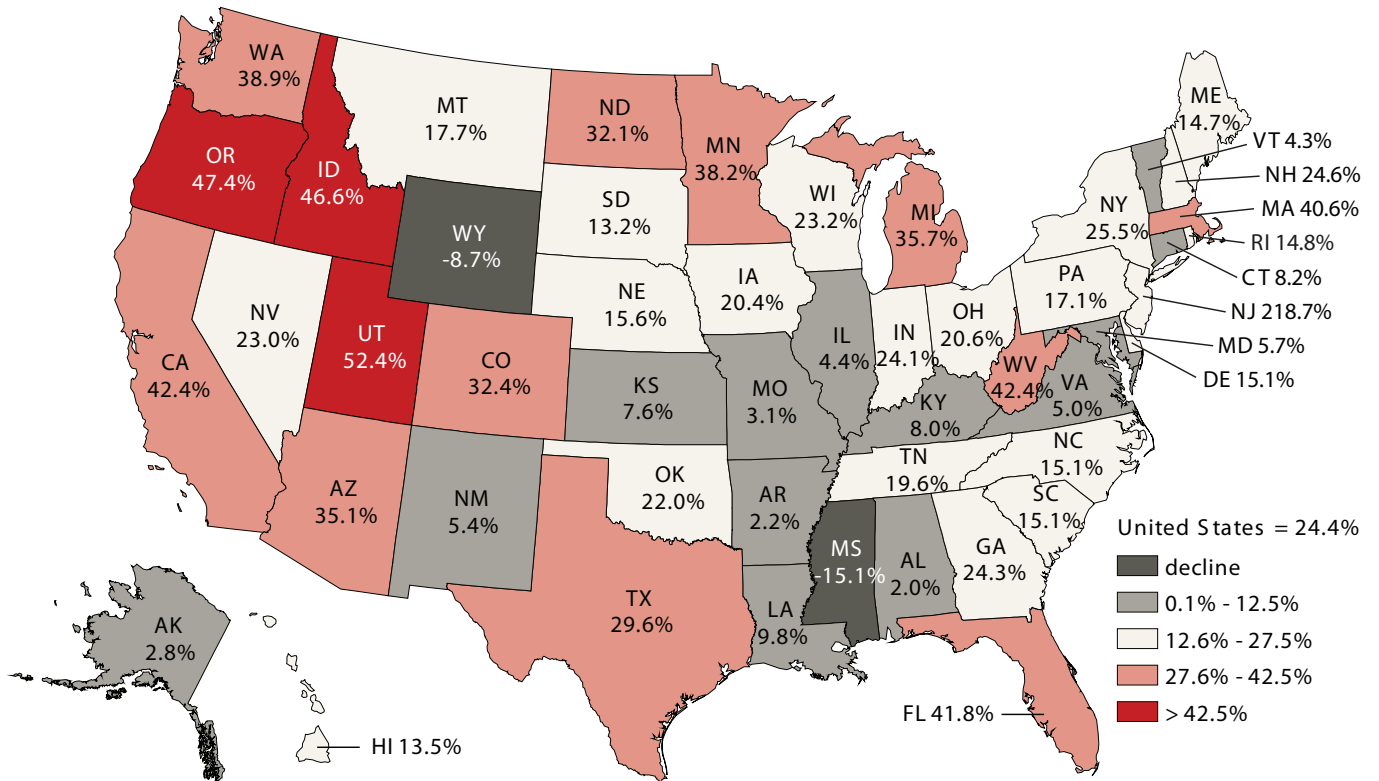 WA
38.9%
OR
47.4%
ID
46.6%
MT
17.7%
ND
32.1%
MN
38.2%
SD
13.2%
WI
23.2%
MI
35.7%
WY
-8.7%
NE
15.6%
IA
20.4%
NV
23.0%
UT
52.4%
CA
42.4%
CO
32.4%
KS
7.6%
MO
3.1%
IL
4.4%
IN
24.1%
OH
20.6%
PA
17.1%
NY
25.5%
ME
14.7%
VT 4.3%
NH 24.6%
MA 40.6%
RI 14.8%
CT 8.2%
NJ 218.7%
MD 5.7%
DE 15.1%
WV
42.4%
VA
5.0%
KY
8.0%
NC
15.1%
TN
19.6%
SC
15.1%
AZ
35.1%
NM
5.4%
OK
22.0%
AR
2.2%
MS
-15.1%
AL
2.0%
GA
24.3%
TX
29.6%
LA
9.8%
AK
2.8%
HI 13.5%
FL 41.8%
United States = 24.4%
decline
0.1% - 12.5%
12.6% - 27.5%
27.6% - 42.5%
> 42.5%